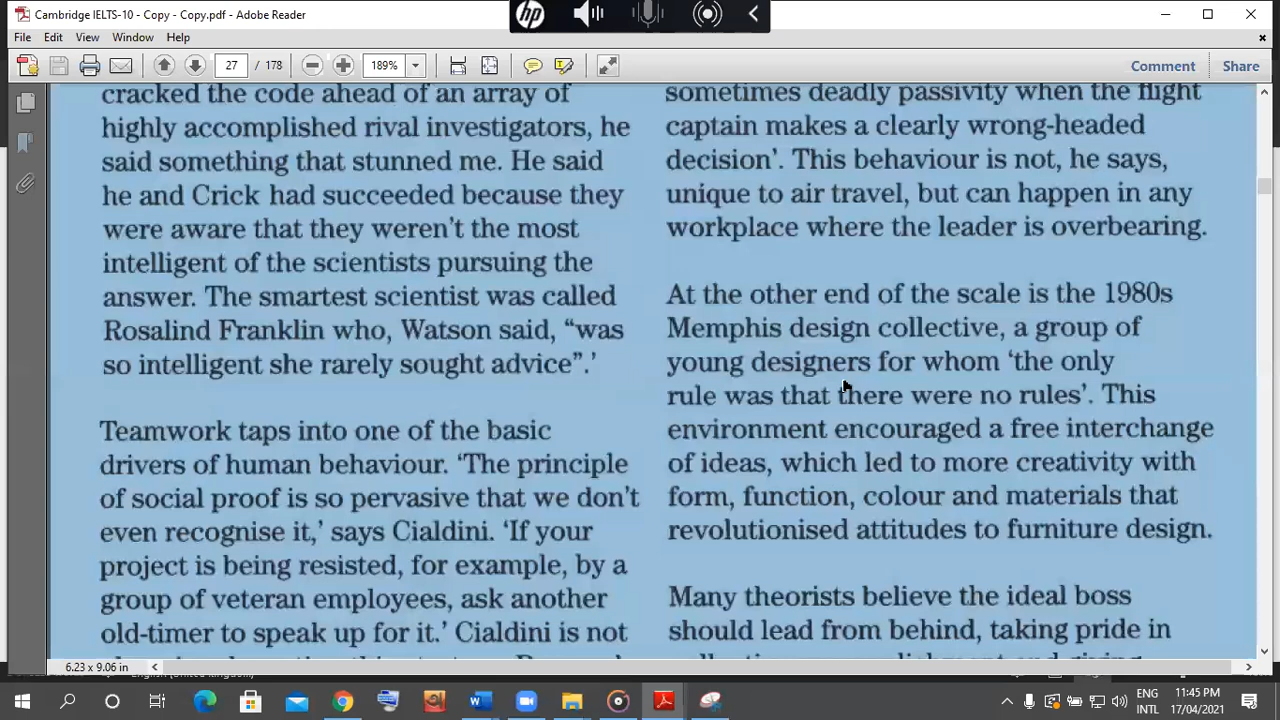 Cambridge IELTS-10 - Copy - Copy.pdf - Adobe Reader
hp
File Edit View Window Help
27 / 178
189%
Comment
Share
cracked the code ahead of an array of
highly accomplished rival investigators, he
said something that stunned me. He said
he and Crick had succeeded because they
were aware that they weren't the most
intelligent of the scientists pursuing the
answer. The smartest scientist was called
Rosalind Franklin who, Watson said, "was
so intelligent she rarely sought advice".'
Teamwork taps into one of the basic
drivers of human behaviour. 'The principle
of social proof is so pervasive that we don't
even recognise it,' says Cialdini. 'If your
project is being resisted, for example, by a
group of veteran employees, ask another
old-timer to speak up for it.' Cialdini is not
sometimes deadly passivity when the flight
captain makes a clearly wrong-headed
decision'. This behaviour is not, he says,
unique to air travel, but can happen in any
workplace where the leader is overbearing.
At the other end of the scale is the 1980s
Memphis design collective, a group of
young designers for whom 'the only
rule was that there were no rules'. This
environment encouraged a free interchange
of ideas, which led to more creativity with
form, function, colour and materials that
revolutionised attitudes to furniture design.
Many theorists believe the ideal boss
should lead from behind, taking pride in
6.23 x 9.06 in
ENG
INTL
11:45 PM
17/04/2021